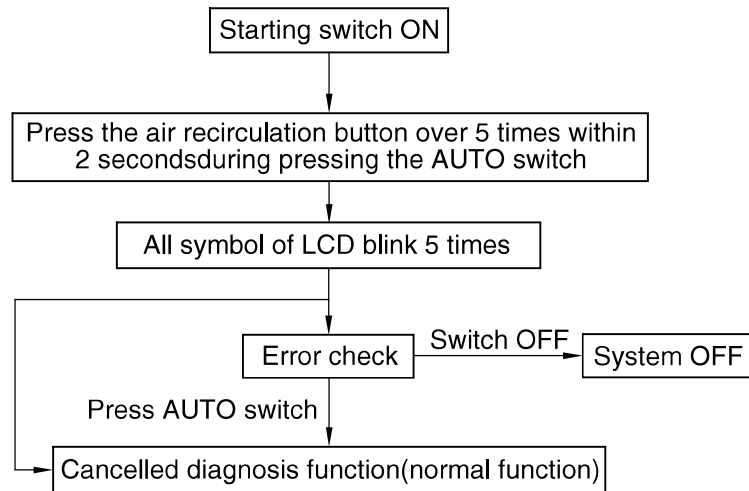 Starting switch ON
Press the air recirculation button over 5 times within
2 secondsduring pressing the AUTO switch
All symbol of LCD blink 5 times
Error check
Switch OFF
System OFF
Press AUTO switch
Cancelled diagnosis function(normal function)